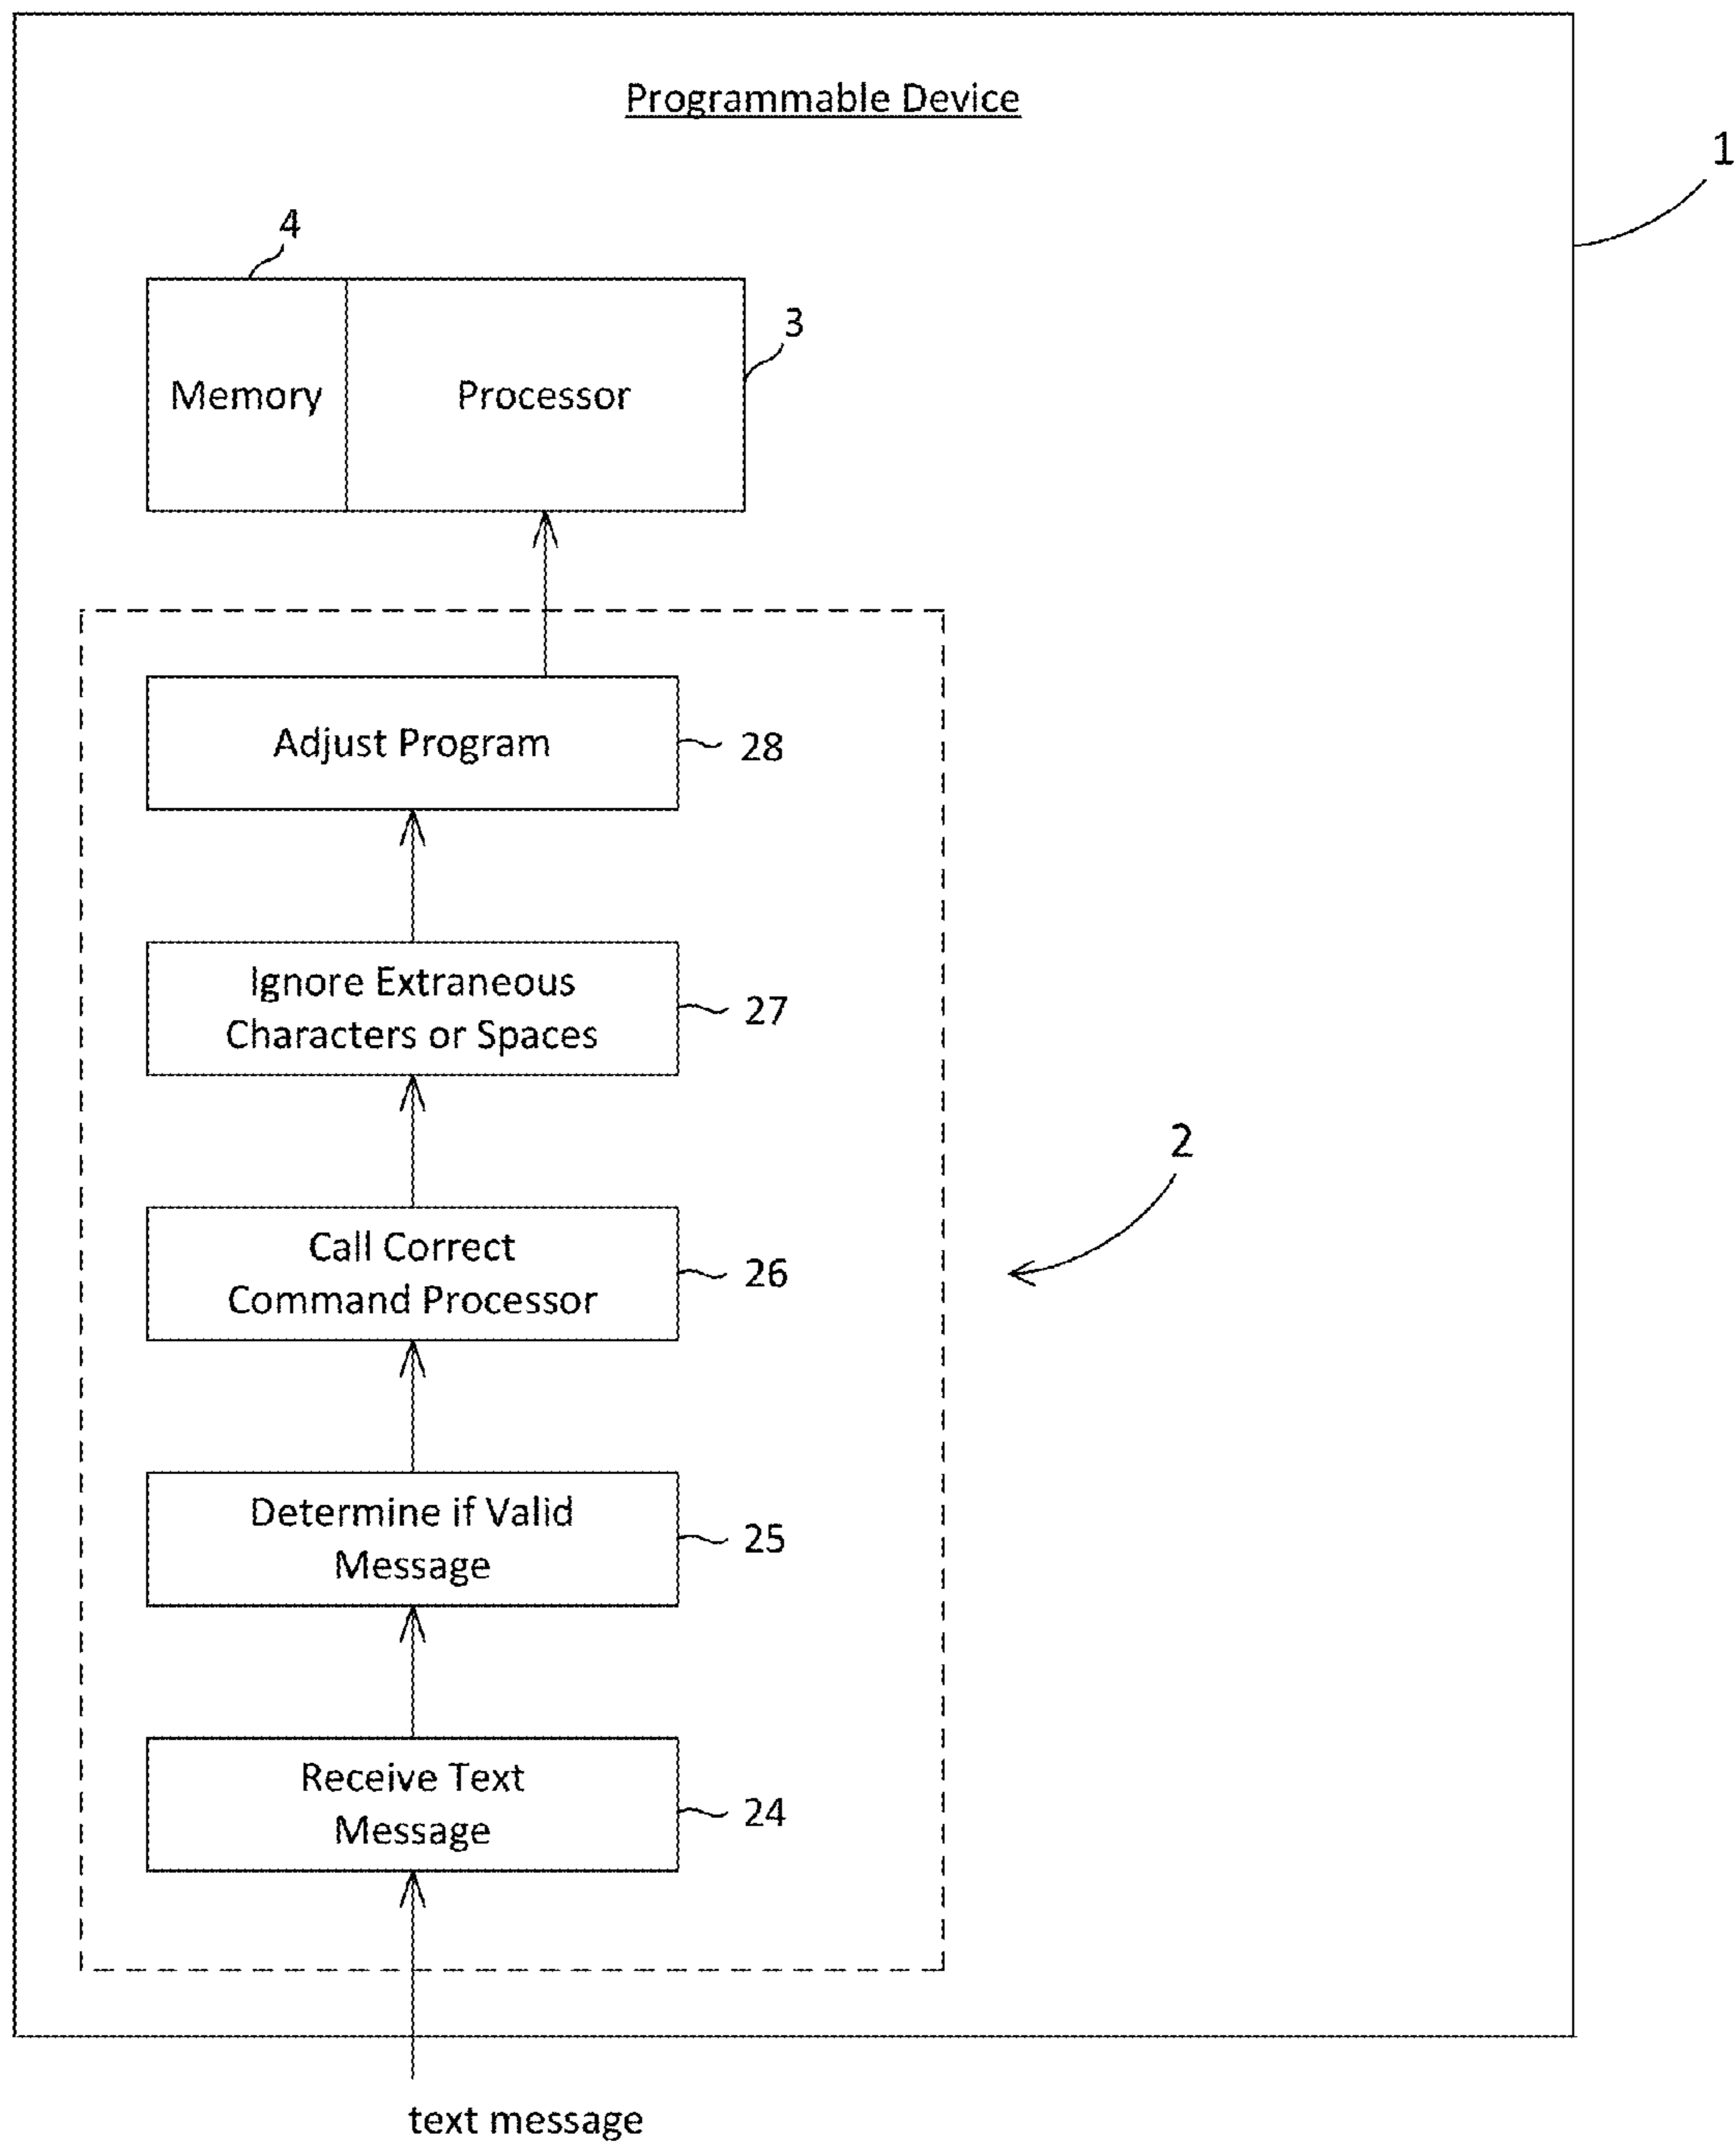 Programmable Device
1
4
3
Memory
Processor
Adjust Program
28
Ignore Extraneous
Characters or Spaces
27
2
Call Correct
Command Processor
26
Determine if Valid
Message
25
Receive Text
Message
24
text message